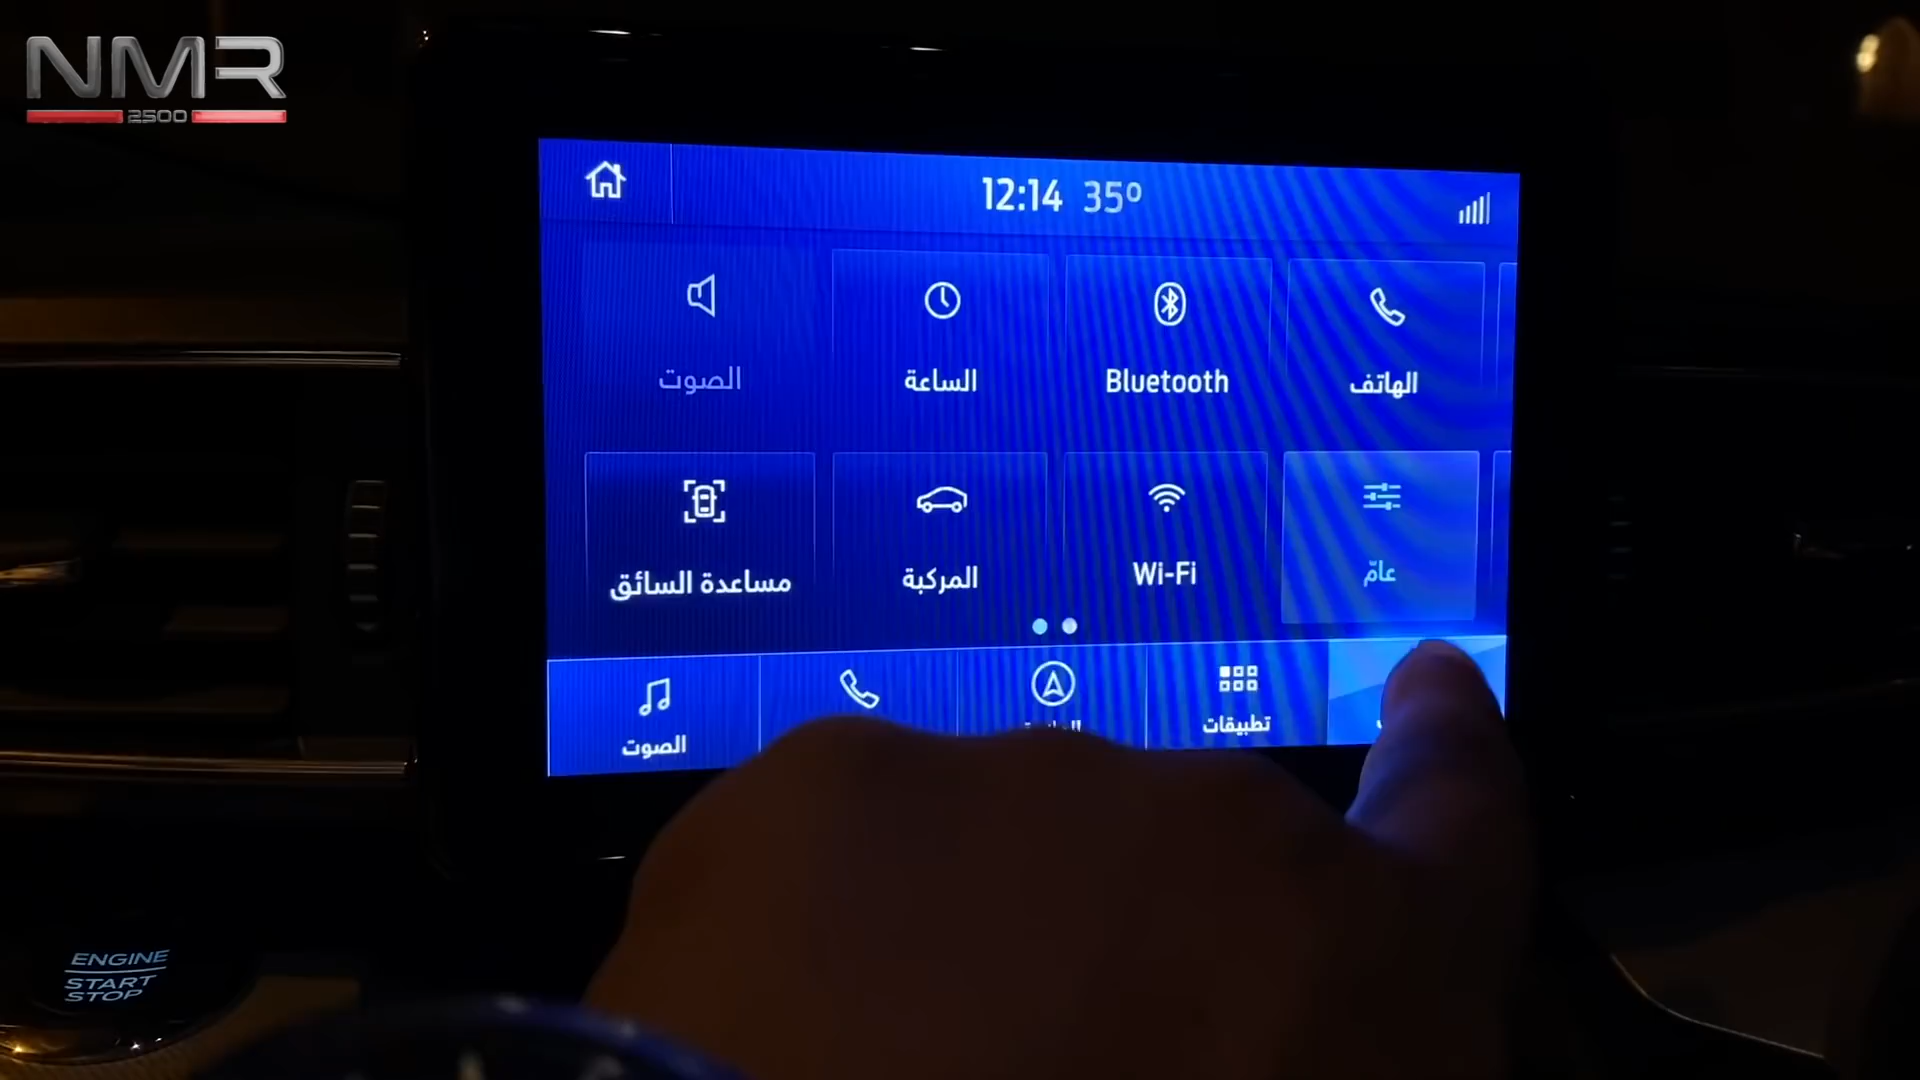 NMR
2500
12:14 35°
الصوت
الساعة
Bluetooth
الهاتف
مساعدة السائق
المركبة
Wi-Fi
عامّ
الصوت
تطبيقات
ENGINE
START
STOP